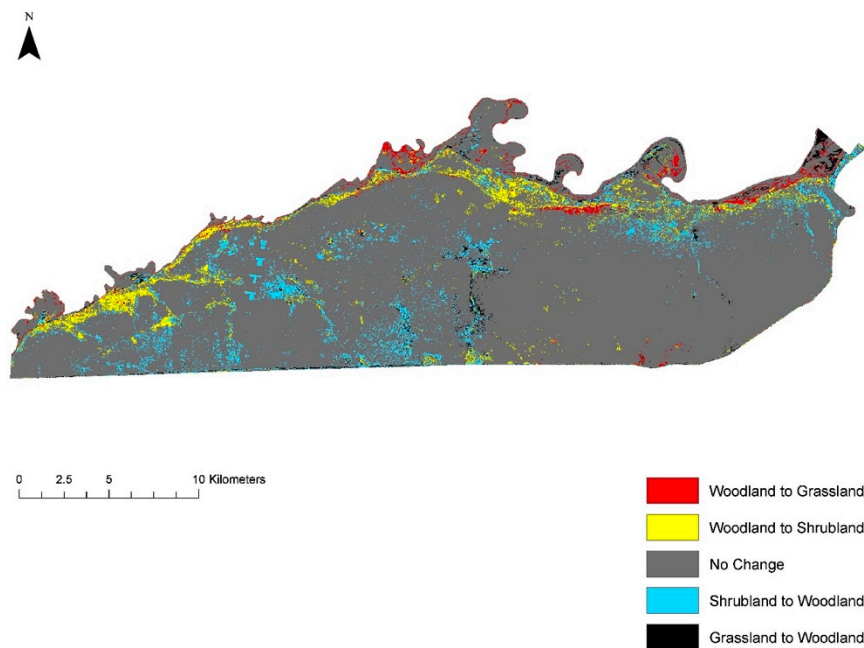 N
0 2.5 5 10 Kilometers
Woodland to Grassland
Woodland to Shrubland
No Change
Shrubland to Woodland
Grassland to Woodland